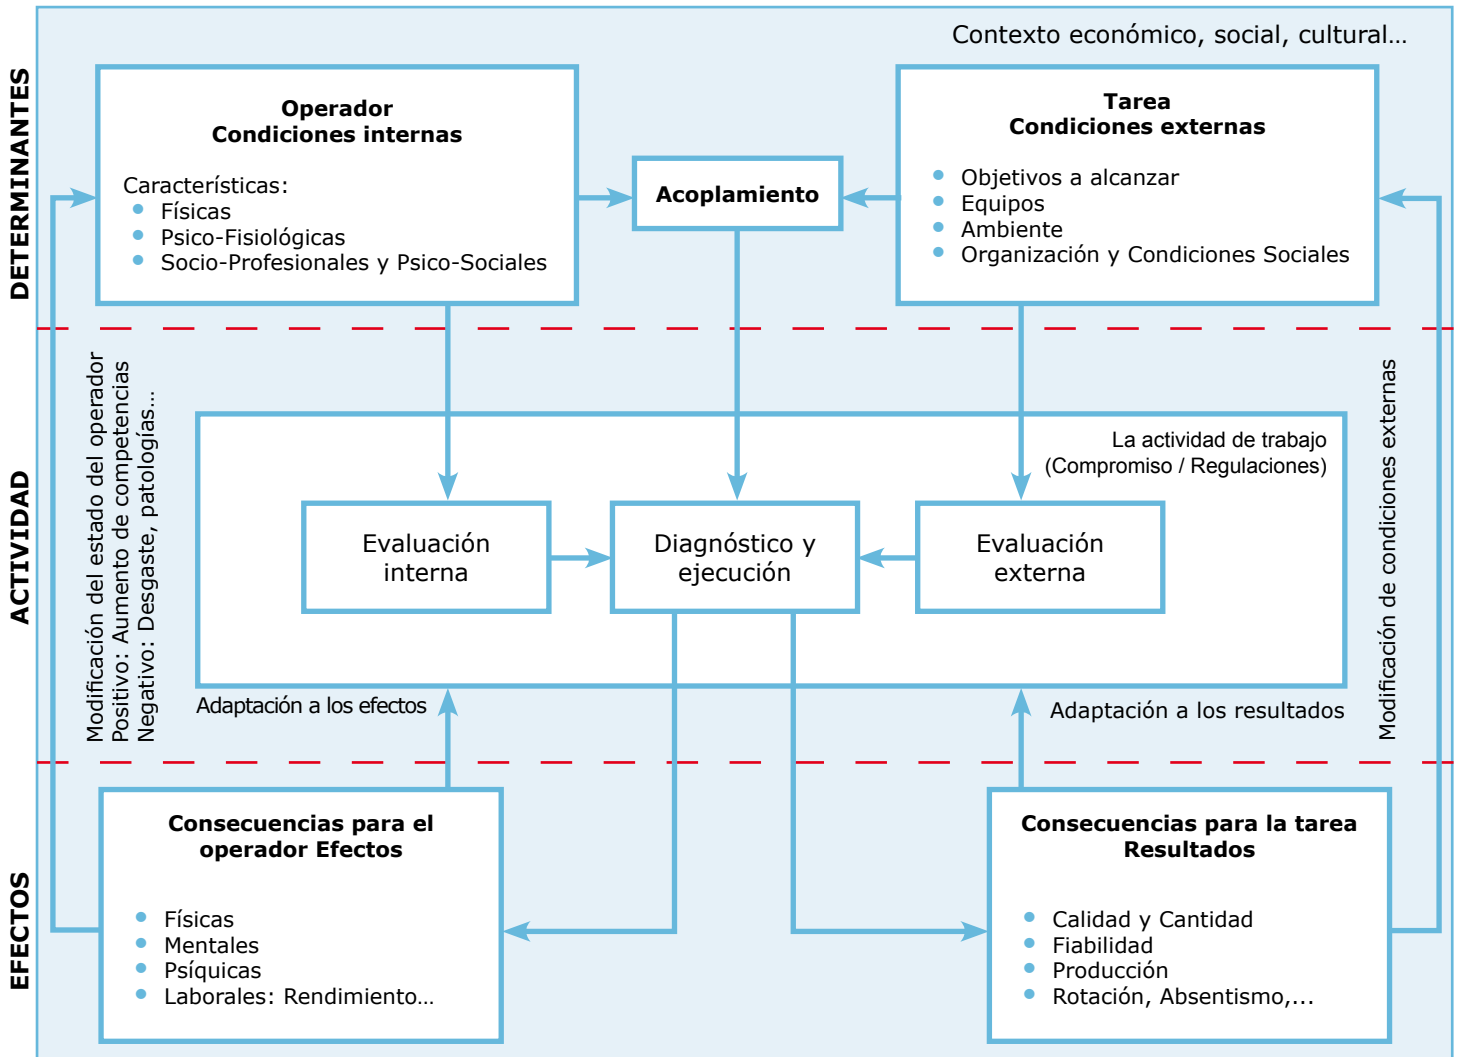 Contexto económico, social, cultural...
DETERMINANTES
Operador
Condiciones internas
Características:
• Físicas
• Psico-Fisiológicas
• Socio-Profesionales y Psico-Sociales
Acoplamiento
Tarea
Condiciones externas
• Objetivos a alcanzar
• Equipos
• Ambiente
• Organización y Condiciones Sociales
ACTIVIDAD
Modificación del estado del operador
Positivo: Aumento de competencias
Negativo: Desgaste, patologías...
La actividad de trabajo
(Compromiso / Regulaciones)
Evaluación
interna
Diagnóstico y
ejecución
Evaluación
externa
Modificación de condiciones externas
Adaptación a los efectos
Adaptación a los resultados
EFECTOS
Consecuencias para el
operador Efectos
• Físicas
• Mentales
• Psíquicas
• Laborales: Rendimiento...
Consecuencias para la tarea
Resultados
• Calidad y Cantidad
• Fiabilidad
• Producción
• Rotación, Absentismo,...